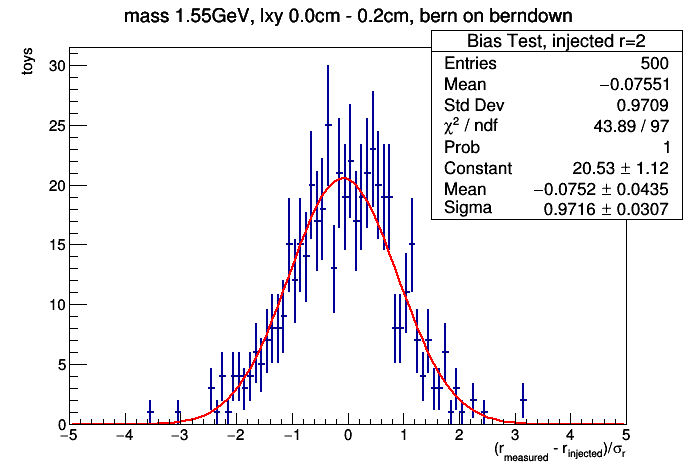 mass 1.55GeV, lxy 0.0cm - 0.2cm, bern on berndown
Bias Test, injected r=2
Entries 500
Mean −0.07551
Std Dev 0.9709
χ² / ndf 43.89 / 97
Prob 1
Constant 20.53 ± 1.12
Mean −0.0752 ± 0.0435
Sigma 0.9716 ± 0.0307
toys
30
25
20
15
10
5
0
−5 −4 −3 −2 −1 0 1 2 3 4 5
(r_measured - r_injected)/σ_r